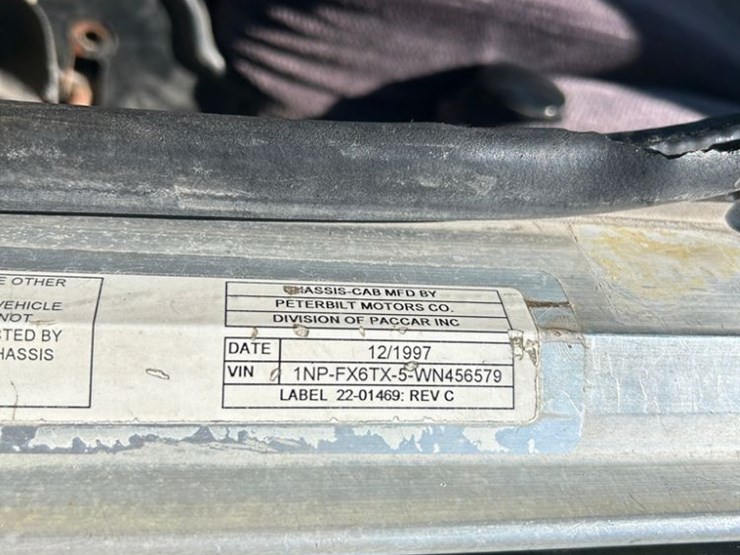 E OTHER
VEHICLE
NOT
CTED BY
HASSIS
CHASSIS-CAB MFD BY
PETERBILT MOTORS CO.
DIVISION OF PACCAR INC
DATE 12/1997
VIN 1NP-FX6TX-5-WN456579
LABEL 22-01469: REV C